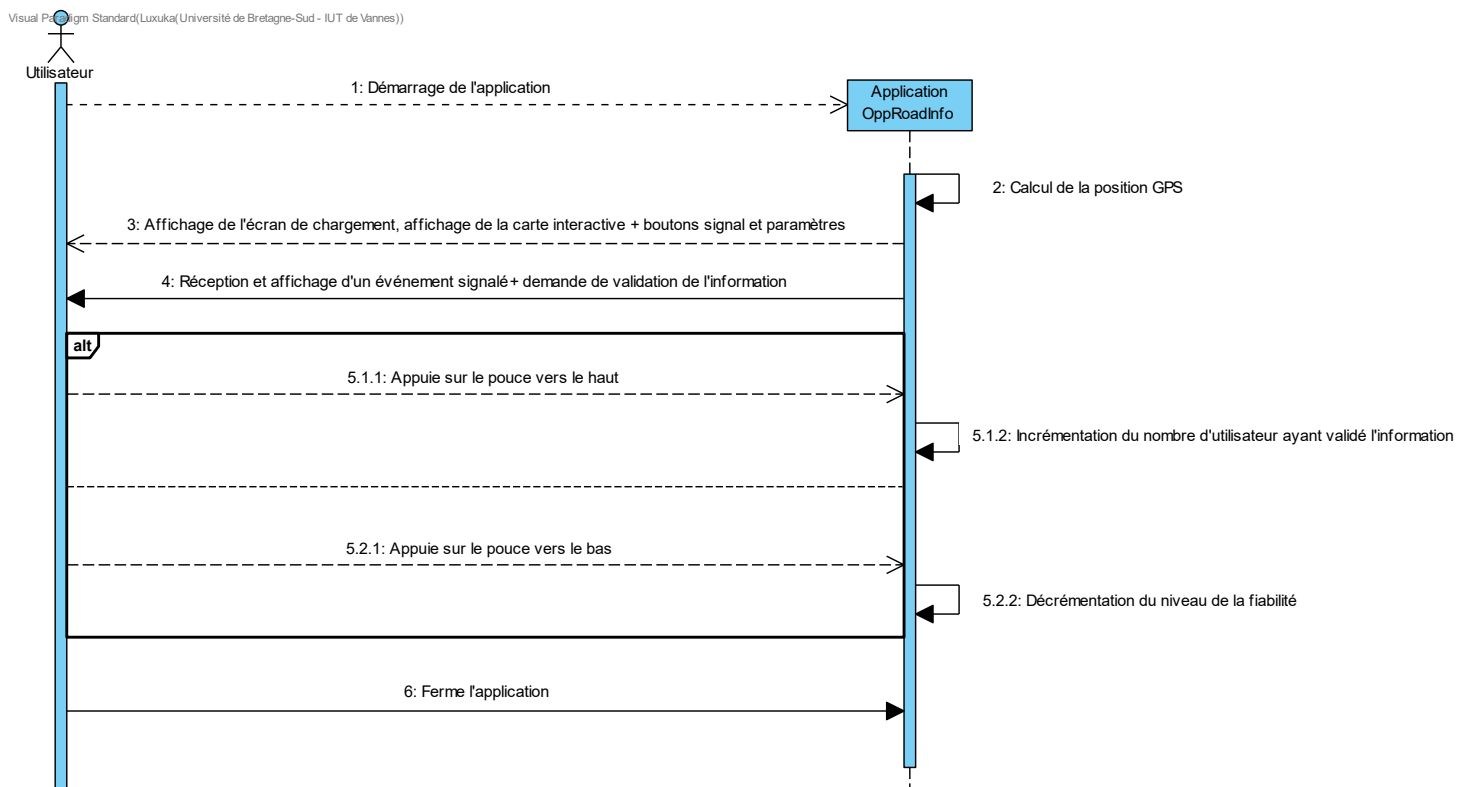 Visual Paradigm Standard(Luxuka(Université de Bretagne-Sud - IUT de Vannes))
Utilisateur
1: Démarrage de l'application
Application
OppRoadInfo
2: Calcul de la position GPS
3: Affichage de l'écran de chargement, affichage de la carte interactive + boutons signal et paramètres
4: Réception et affichage d'un événement signalé+ demande de validation de l'information
alt
5.1.1: Appuie sur le pouce vers le haut
5.1.2: Incrémentation du nombre d'utilisateur ayant validé l'information
5.2.1: Appuie sur le pouce vers le bas
5.2.2: Décrémentation du niveau de la fiabilité
6: Ferme l'application